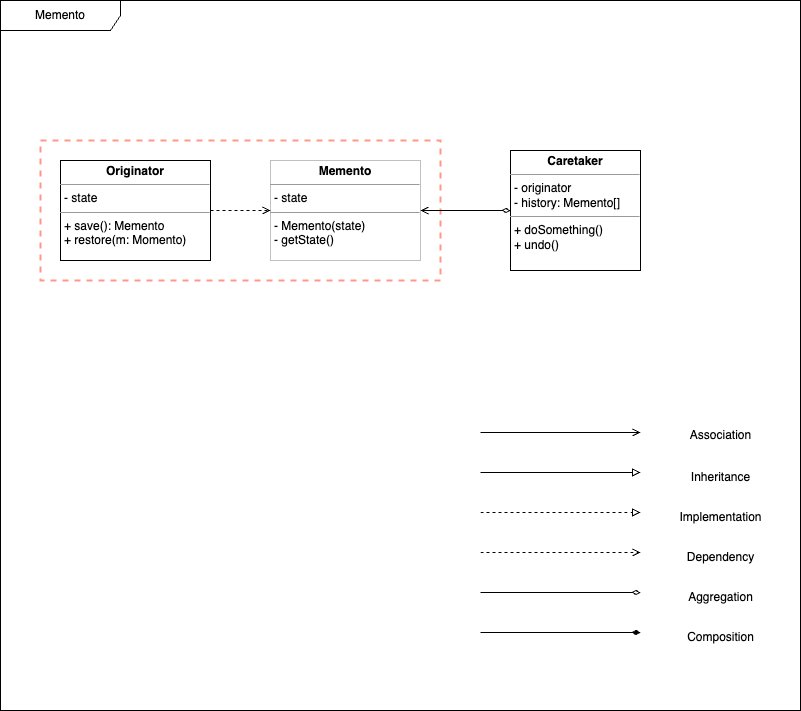 Memento
Originator
- state
+ save(): Memento
+ restore(m: Momento)
Memento
- state
- Memento(state)
- getState()
Caretaker
- originator
- history: Memento[]
+ doSomething()
+ undo()
Association
Inheritance
Implementation
Dependency
Aggregation
Composition